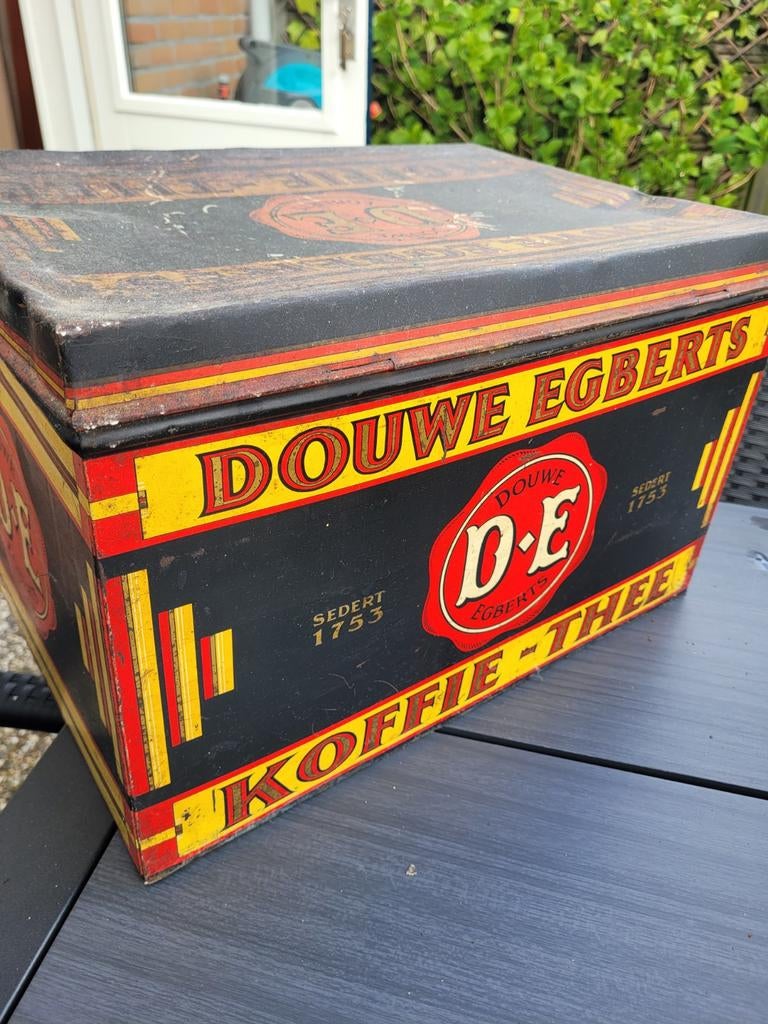 D·E
DOUWE EGBERTS
DOUWE
D·E
EGBERTS
SEDERT
1753
SEDERT
1753
KOFFIE - THEE